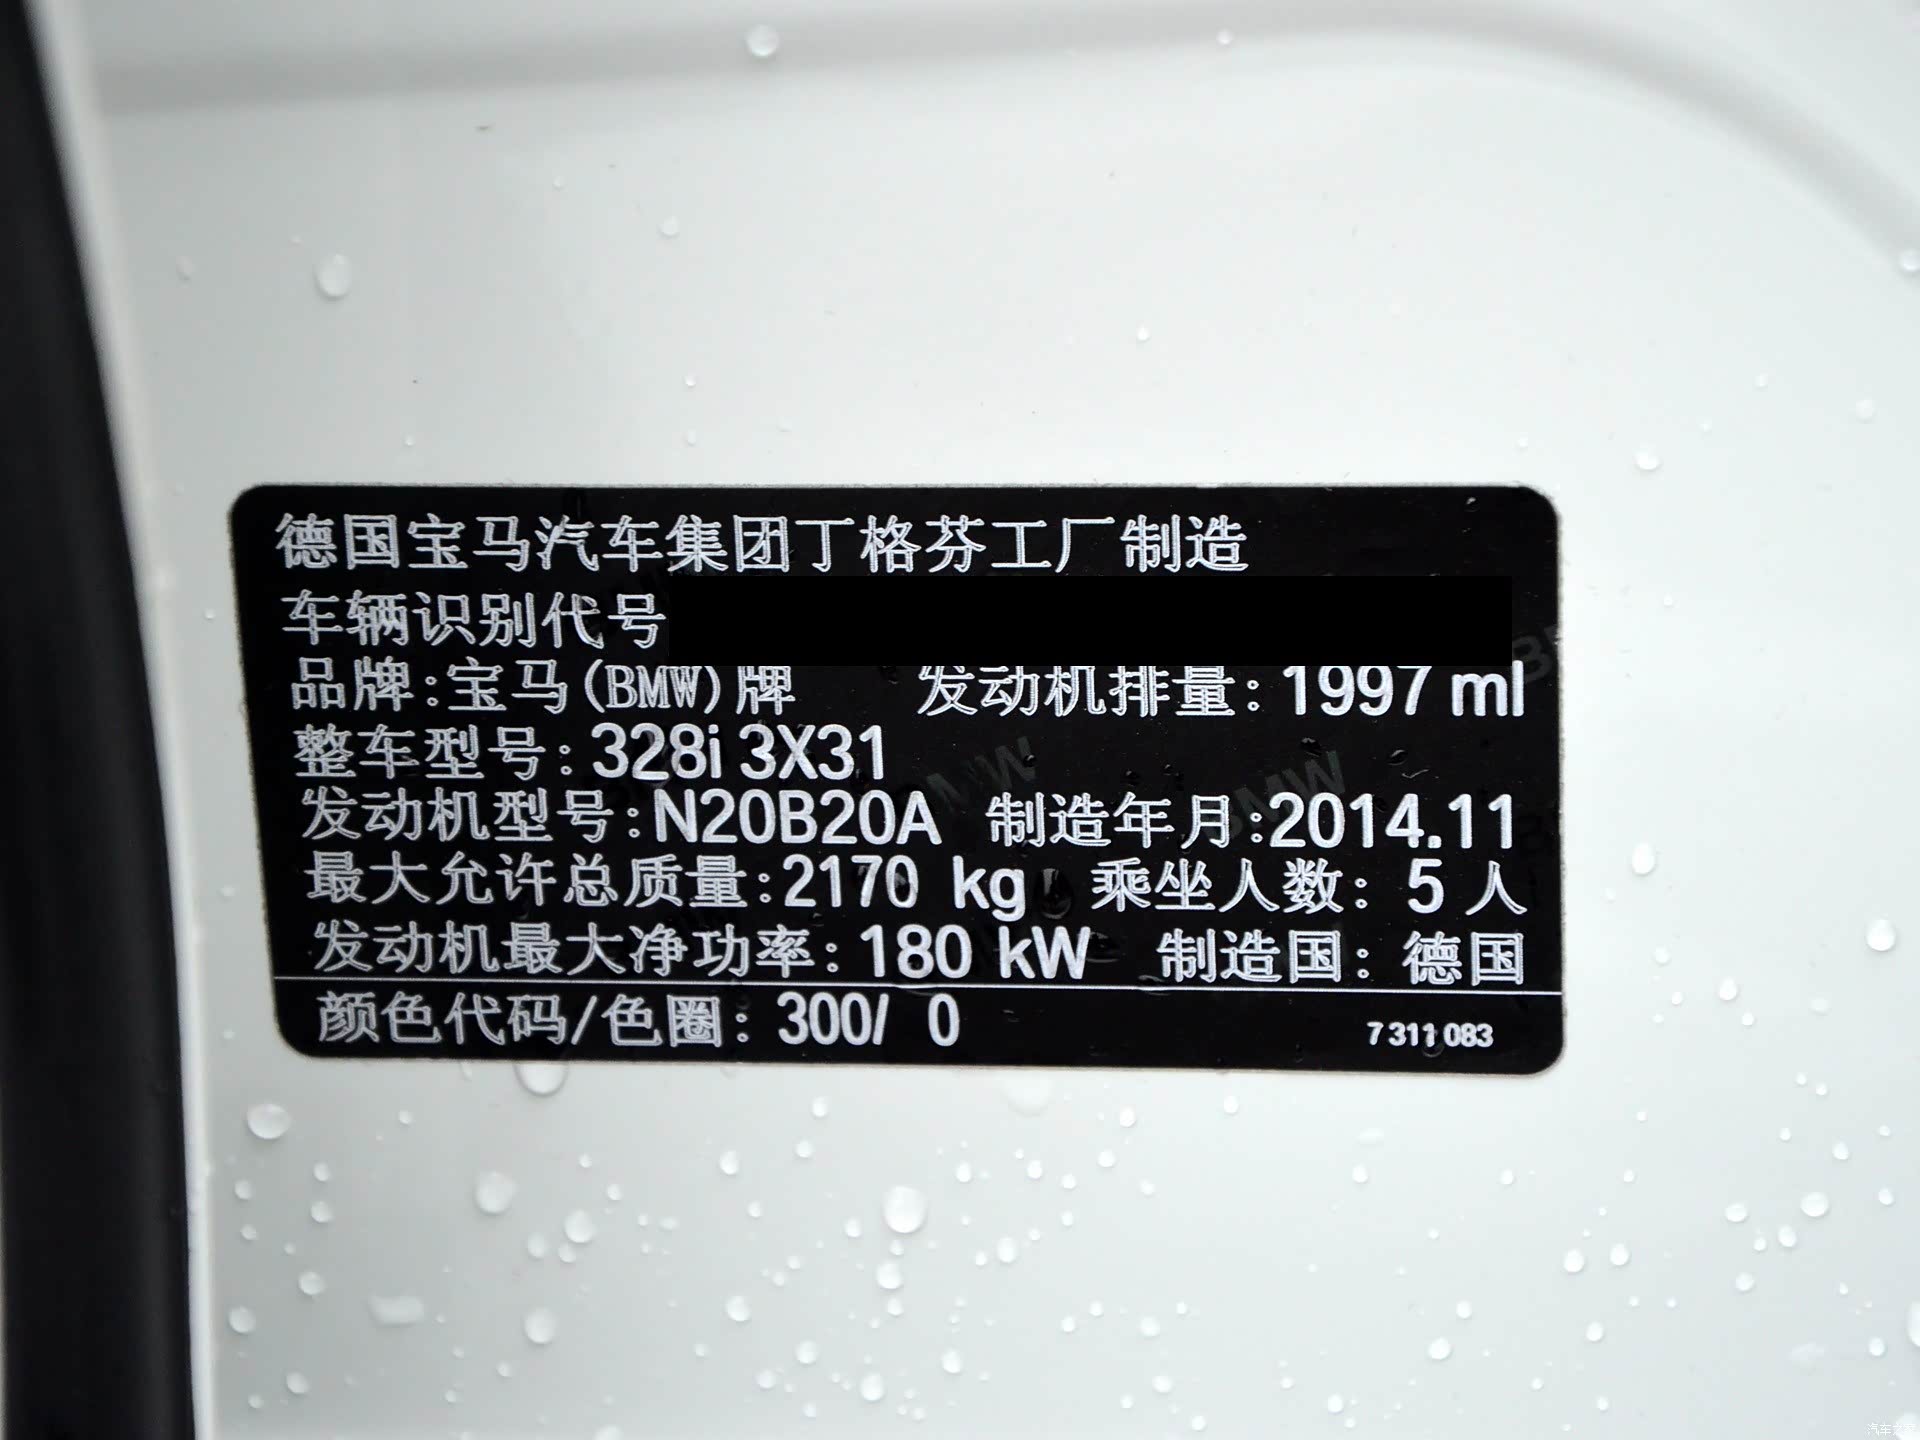 德国宝马汽车集团丁格芬工厂制造
车辆识别代号
品牌:宝马(BMW)牌 发动机排量: 1997 ml
整车型号: 328i 3X31
发动机型号: N20B20A 制造年月:2014.11
最大允许总质量:2170 kg 乘坐人数: 5 人
发动机最大净功率: 180 kW 制造国: 德国
颜色代码/色圈: 300/ 0
7 311 083